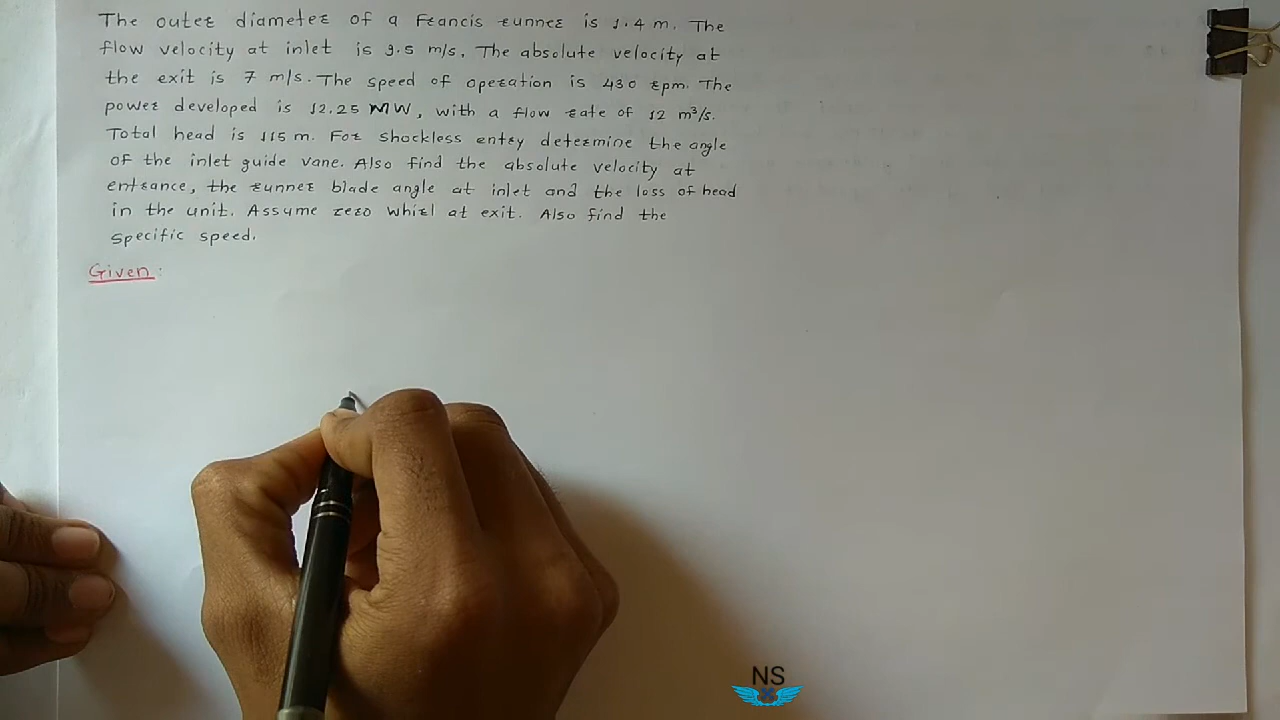 The outer diameter of a Francis runner is 1.4 m. The
flow velocity at inlet is 9.5 m/s. The absolute velocity at
the exit is 7 m/s. The speed of operation is 430 rpm. The
power developed is 12.25 MW, with a flow rate of 12 m³/s.
Total head is 115 m. For shockless entry determine the angle
of the inlet guide vane. Also find the absolute velocity at
entrance, the runner blade angle at inlet and the loss of head
in the unit. Assume zero whirl at exit. Also find the
specific speed.
Given:
NS